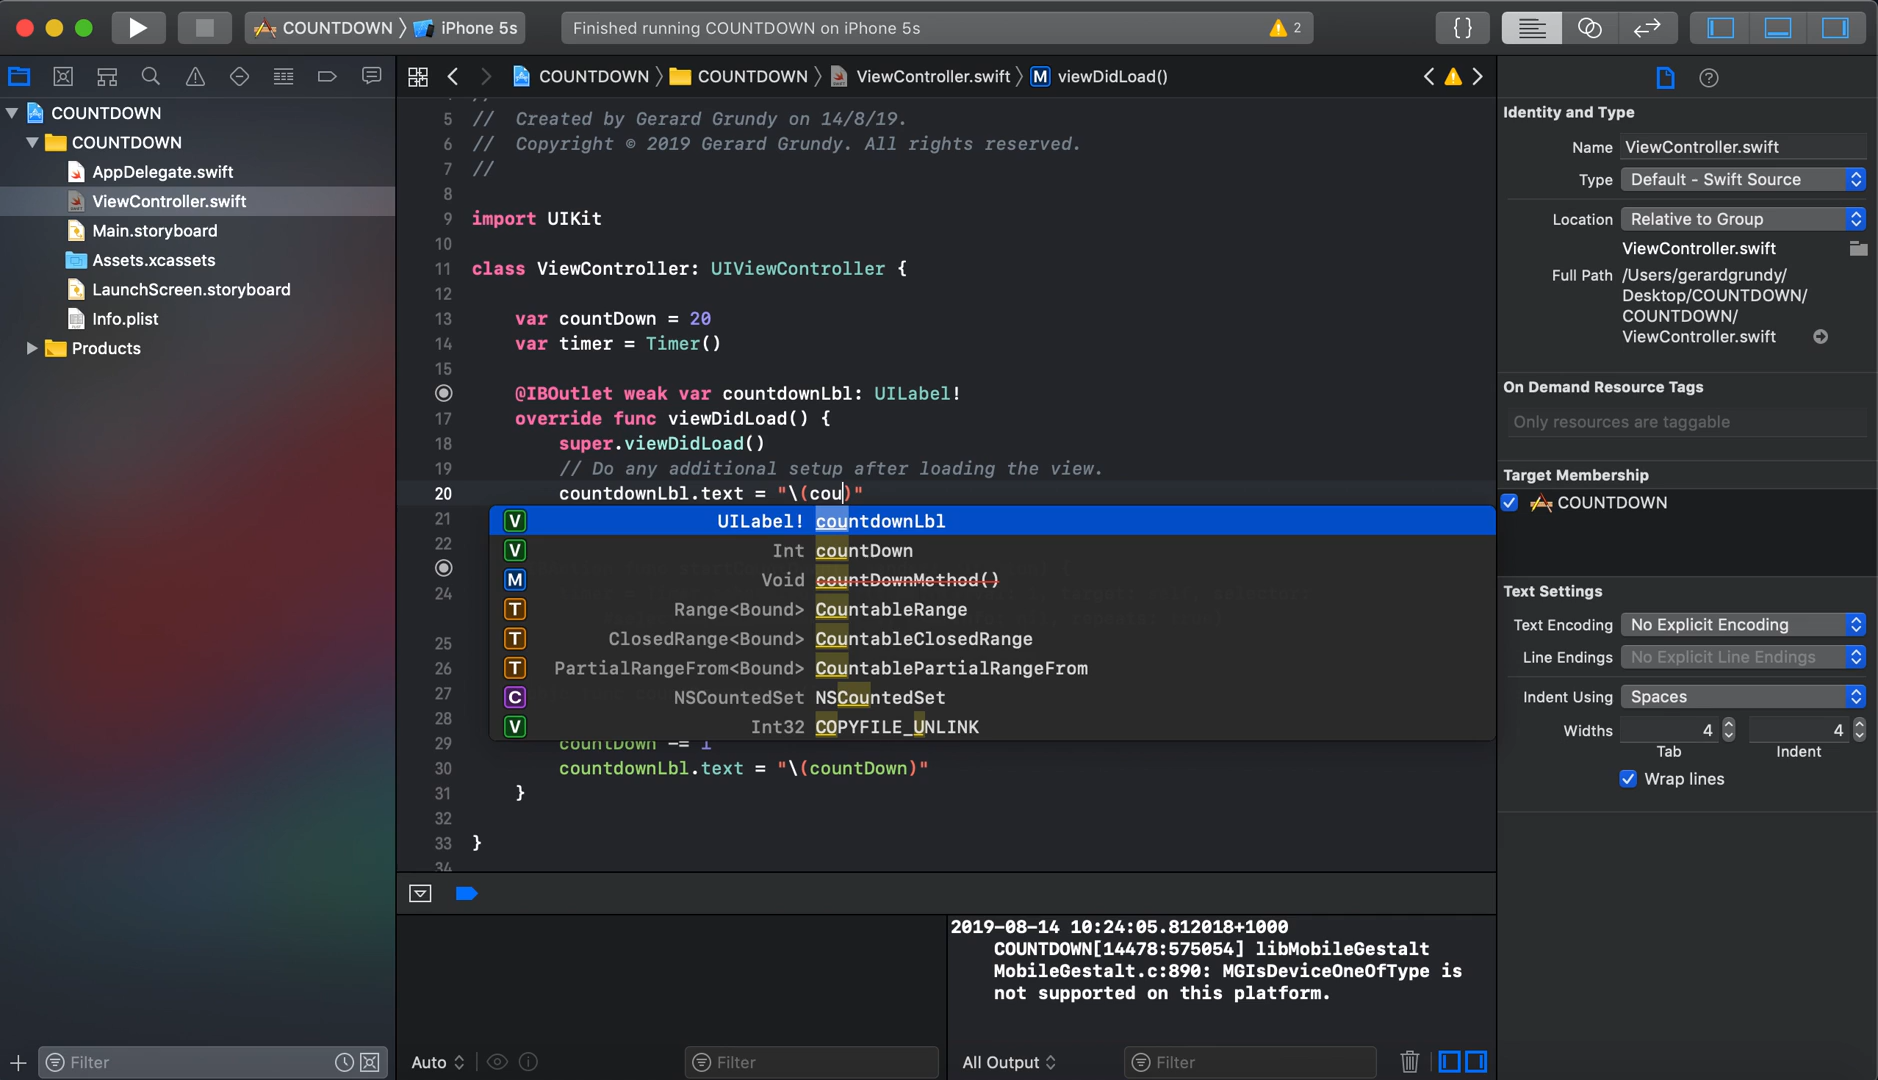 COUNTDOWN
iPhone 5s
Finished running COUNTDOWN on iPhone 5s
2
{}
COUNTDOWN
COUNTDOWN
ViewController.swift
M viewDidLoad()
COUNTDOWN
COUNTDOWN
AppDelegate.swift
ViewController.swift
Main.storyboard
Assets.xcassets
LaunchScreen.storyboard
Info.plist
Products
Filter
5 // Created by Gerard Grundy on 14/8/19.
6 // Copyright © 2019 Gerard Grundy. All rights reserved.
7 //
8
9 import UIKit
10
11 class ViewController: UIViewController {
12
13 var countDown = 20
14 var timer = Timer()
15
@IBOutlet weak var countdownLbl: UILabel!
17 override func viewDidLoad() {
18 super.viewDidLoad()
19 // Do any additional setup after loading the view.
20 countdownLbl.text = "\(cou)"
21 V UILabel! countdownLbl
22 V Int countDown
M Void countDownMethod()
24 T Range<Bound> CountableRange
25 T ClosedRange<Bound> CountableClosedRange
26 T PartialRangeFrom<Bound> CountablePartialRangeFrom
27 C NSCountedSet NSCountedSet
28 V Int32 COPYFILE_UNLINK
29 countDown -= 1
30 countdownLbl.text = "\(countDown)"
31 }
32
33 }
34
2019-08-14 10:24:05.812018+1000
COUNTDOWN[14478:575054] libMobileGestalt
MobileGestalt.c:890: MGIsDeviceOneOfType is
not supported on this platform.
Auto
Filter
All Output
Filter
Identity and Type
Name ViewController.swift
Type Default - Swift Source
Location Relative to Group
ViewController.swift
Full Path /Users/gerardgrundy/
Desktop/COUNTDOWN/
COUNTDOWN/
ViewController.swift
On Demand Resource Tags
Only resources are taggable
Target Membership
COUNTDOWN
Text Settings
Text Encoding No Explicit Encoding
Line Endings No Explicit Line Endings
Indent Using Spaces
Widths 4 4
Tab Indent
Wrap lines